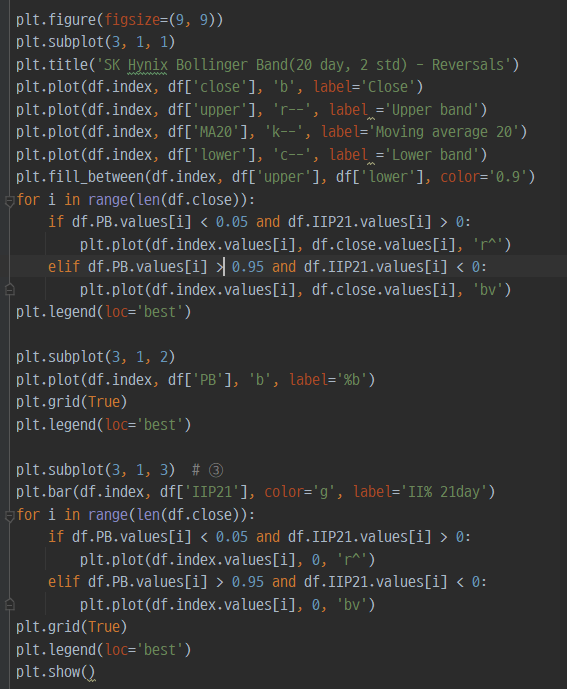 plt.figure(figsize=(9, 9))
plt.subplot(3, 1, 1)
plt.title('SK Hynix Bollinger Band(20 day, 2 std) - Reversals')
plt.plot(df.index, df['close'], 'b', label='Close')
plt.plot(df.index, df['upper'], 'r--', label ='Upper band')
plt.plot(df.index, df['MA20'], 'k--', label='Moving average 20')
plt.plot(df.index, df['lower'], 'c--', label ='Lower band')
plt.fill_between(df.index, df['upper'], df['lower'], color='0.9')
for i in range(len(df.close)):
    if df.PB.values[i] < 0.05 and df.IIP21.values[i] > 0:
        plt.plot(df.index.values[i], df.close.values[i], 'r^')
    elif df.PB.values[i] > 0.95 and df.IIP21.values[i] < 0:
        plt.plot(df.index.values[i], df.close.values[i], 'bv')
plt.legend(loc='best')

plt.subplot(3, 1, 2)
plt.plot(df.index, df['PB'], 'b', label='%b')
plt.grid(True)
plt.legend(loc='best')

plt.subplot(3, 1, 3)  # ③
plt.bar(df.index, df['IIP21'], color='g', label='II% 21day')
for i in range(len(df.close)):
    if df.PB.values[i] < 0.05 and df.IIP21.values[i] > 0:
        plt.plot(df.index.values[i], 0, 'r^')
    elif df.PB.values[i] > 0.95 and df.IIP21.values[i] < 0:
        plt.plot(df.index.values[i], 0, 'bv')
plt.grid(True)
plt.legend(loc='best')
plt.show()